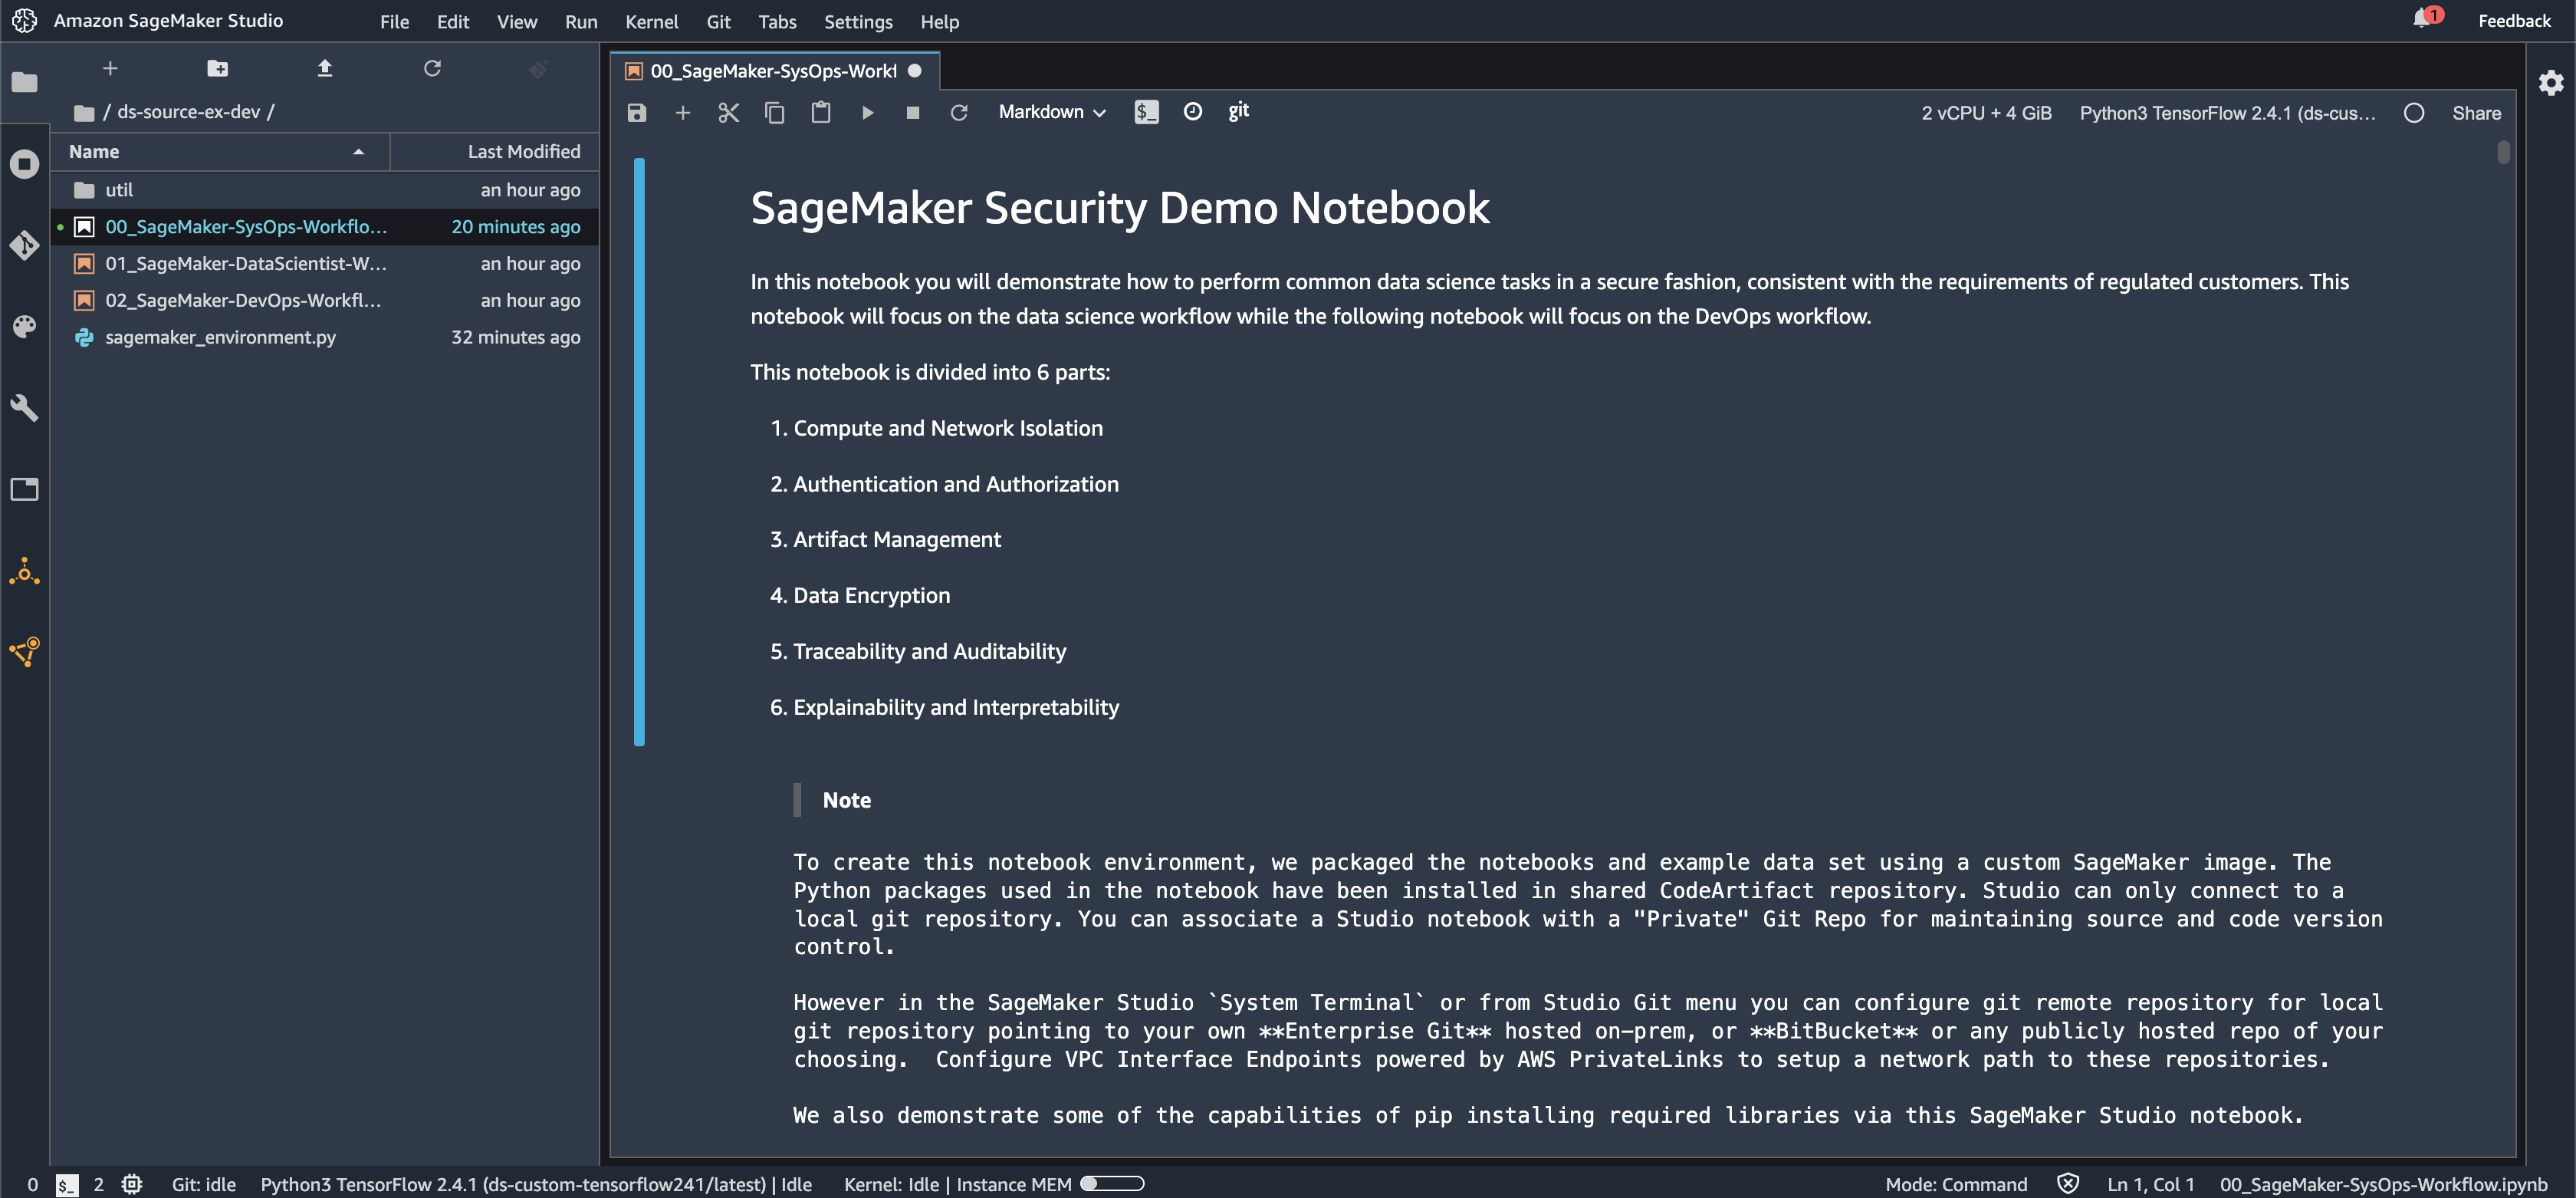 Amazon SageMaker Studio File Edit View Run Kernel Git Tabs Settings Help 1 Feedback
/ ds-source-ex-dev /
Name Last Modified
util an hour ago
00_SageMaker-SysOps-Workflo... 20 minutes ago
01_SageMaker-DataScientist-W... an hour ago
02_SageMaker-DevOps-Workfl... an hour ago
sagemaker_environment.py 32 minutes ago
00_SageMaker-SysOps-Workf
Markdown $_ git 2 vCPU + 4 GiB Python3 TensorFlow 2.4.1 (ds-cus... Share
SageMaker Security Demo Notebook
In this notebook you will demonstrate how to perform common data science tasks in a secure fashion, consistent with the requirements of regulated customers. This
notebook will focus on the data science workflow while the following notebook will focus on the DevOps workflow.
This notebook is divided into 6 parts:
1. Compute and Network Isolation
2. Authentication and Authorization
3. Artifact Management
4. Data Encryption
5. Traceability and Auditability
6. Explainability and Interpretability
Note
To create this notebook environment, we packaged the notebooks and example data set using a custom SageMaker image. The
Python packages used in the notebook have been installed in shared CodeArtifact repository. Studio can only connect to a
local git repository. You can associate a Studio notebook with a "Private" Git Repo for maintaining source and code version
control.
However in the SageMaker Studio `System Terminal` or from Studio Git menu you can configure git remote repository for local
git repository pointing to your own **Enterprise Git** hosted on-prem, or **BitBucket** or any publicly hosted repo of your
choosing.  Configure VPC Interface Endpoints powered by AWS PrivateLinks to setup a network path to these repositories.
We also demonstrate some of the capabilities of pip installing required libraries via this SageMaker Studio notebook.
0 $_ 2 Git: idle Python3 TensorFlow 2.4.1 (ds-custom-tensorflow241/latest) | Idle Kernel: Idle | Instance MEM Mode: Command Ln 1, Col 1 00_SageMaker-SysOps-Workflow.ipynb